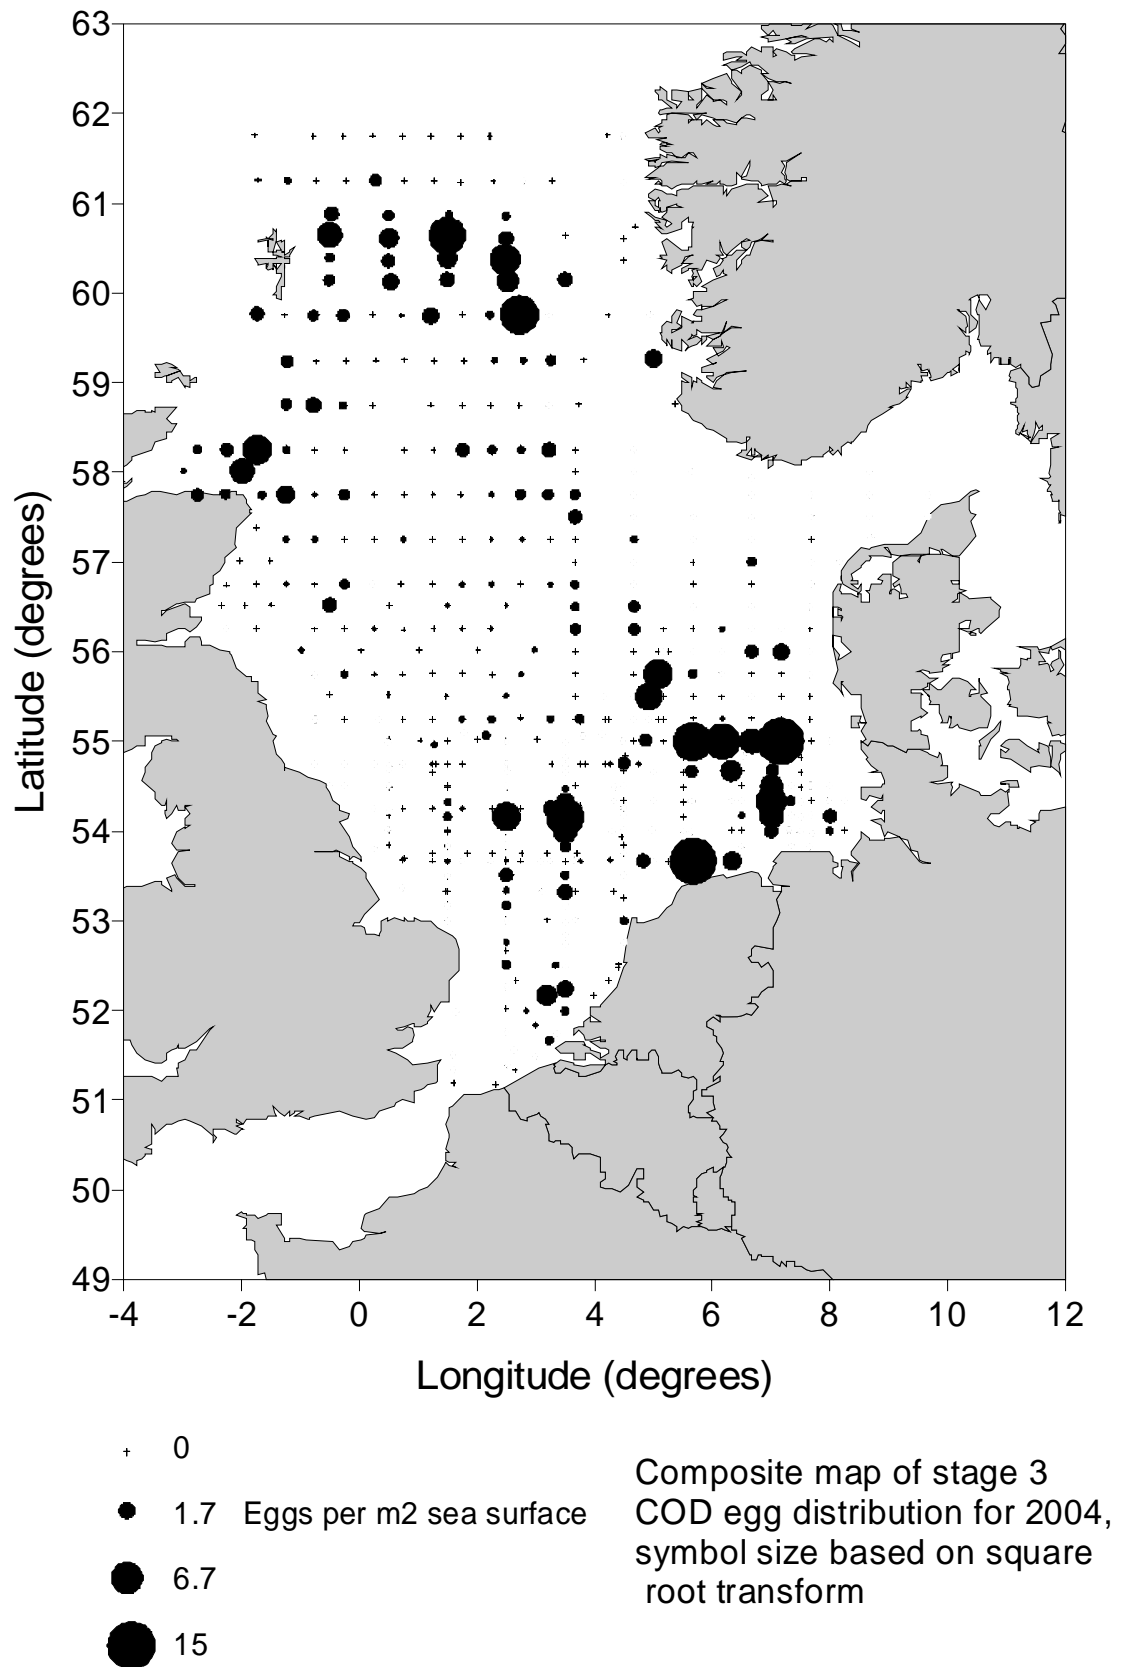 63
62
61
60
59
58
57
56
55
54
53
52
51
50
49
Latitude (degrees)
-4 -2 0 2 4 6 8 10 12
Longitude (degrees)
0
1.7 Eggs per m2 sea surface
6.7
15
Composite map of stage 3
COD egg distribution for 2004,
symbol size based on square
root transform